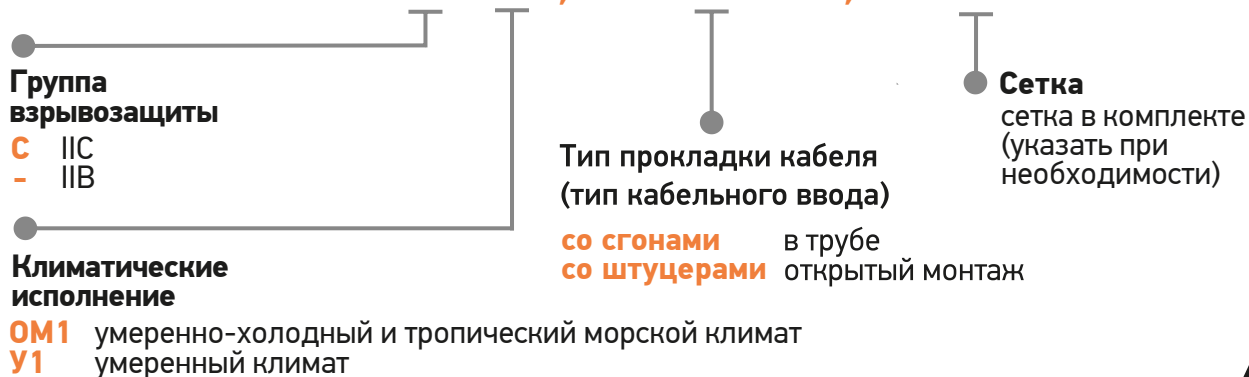 Группа
взрывозащиты
С IIC
- IIB
Климатические
исполнение
ОМ1 умеренно-холодный и тропический морской климат
У1 умеренный климат
Тип прокладки кабеля
(тип кабельного ввода)
со сгонами в трубе
со штуцерами открытый монтаж
Сетка
сетка в комплекте
(указать при
необходимости)